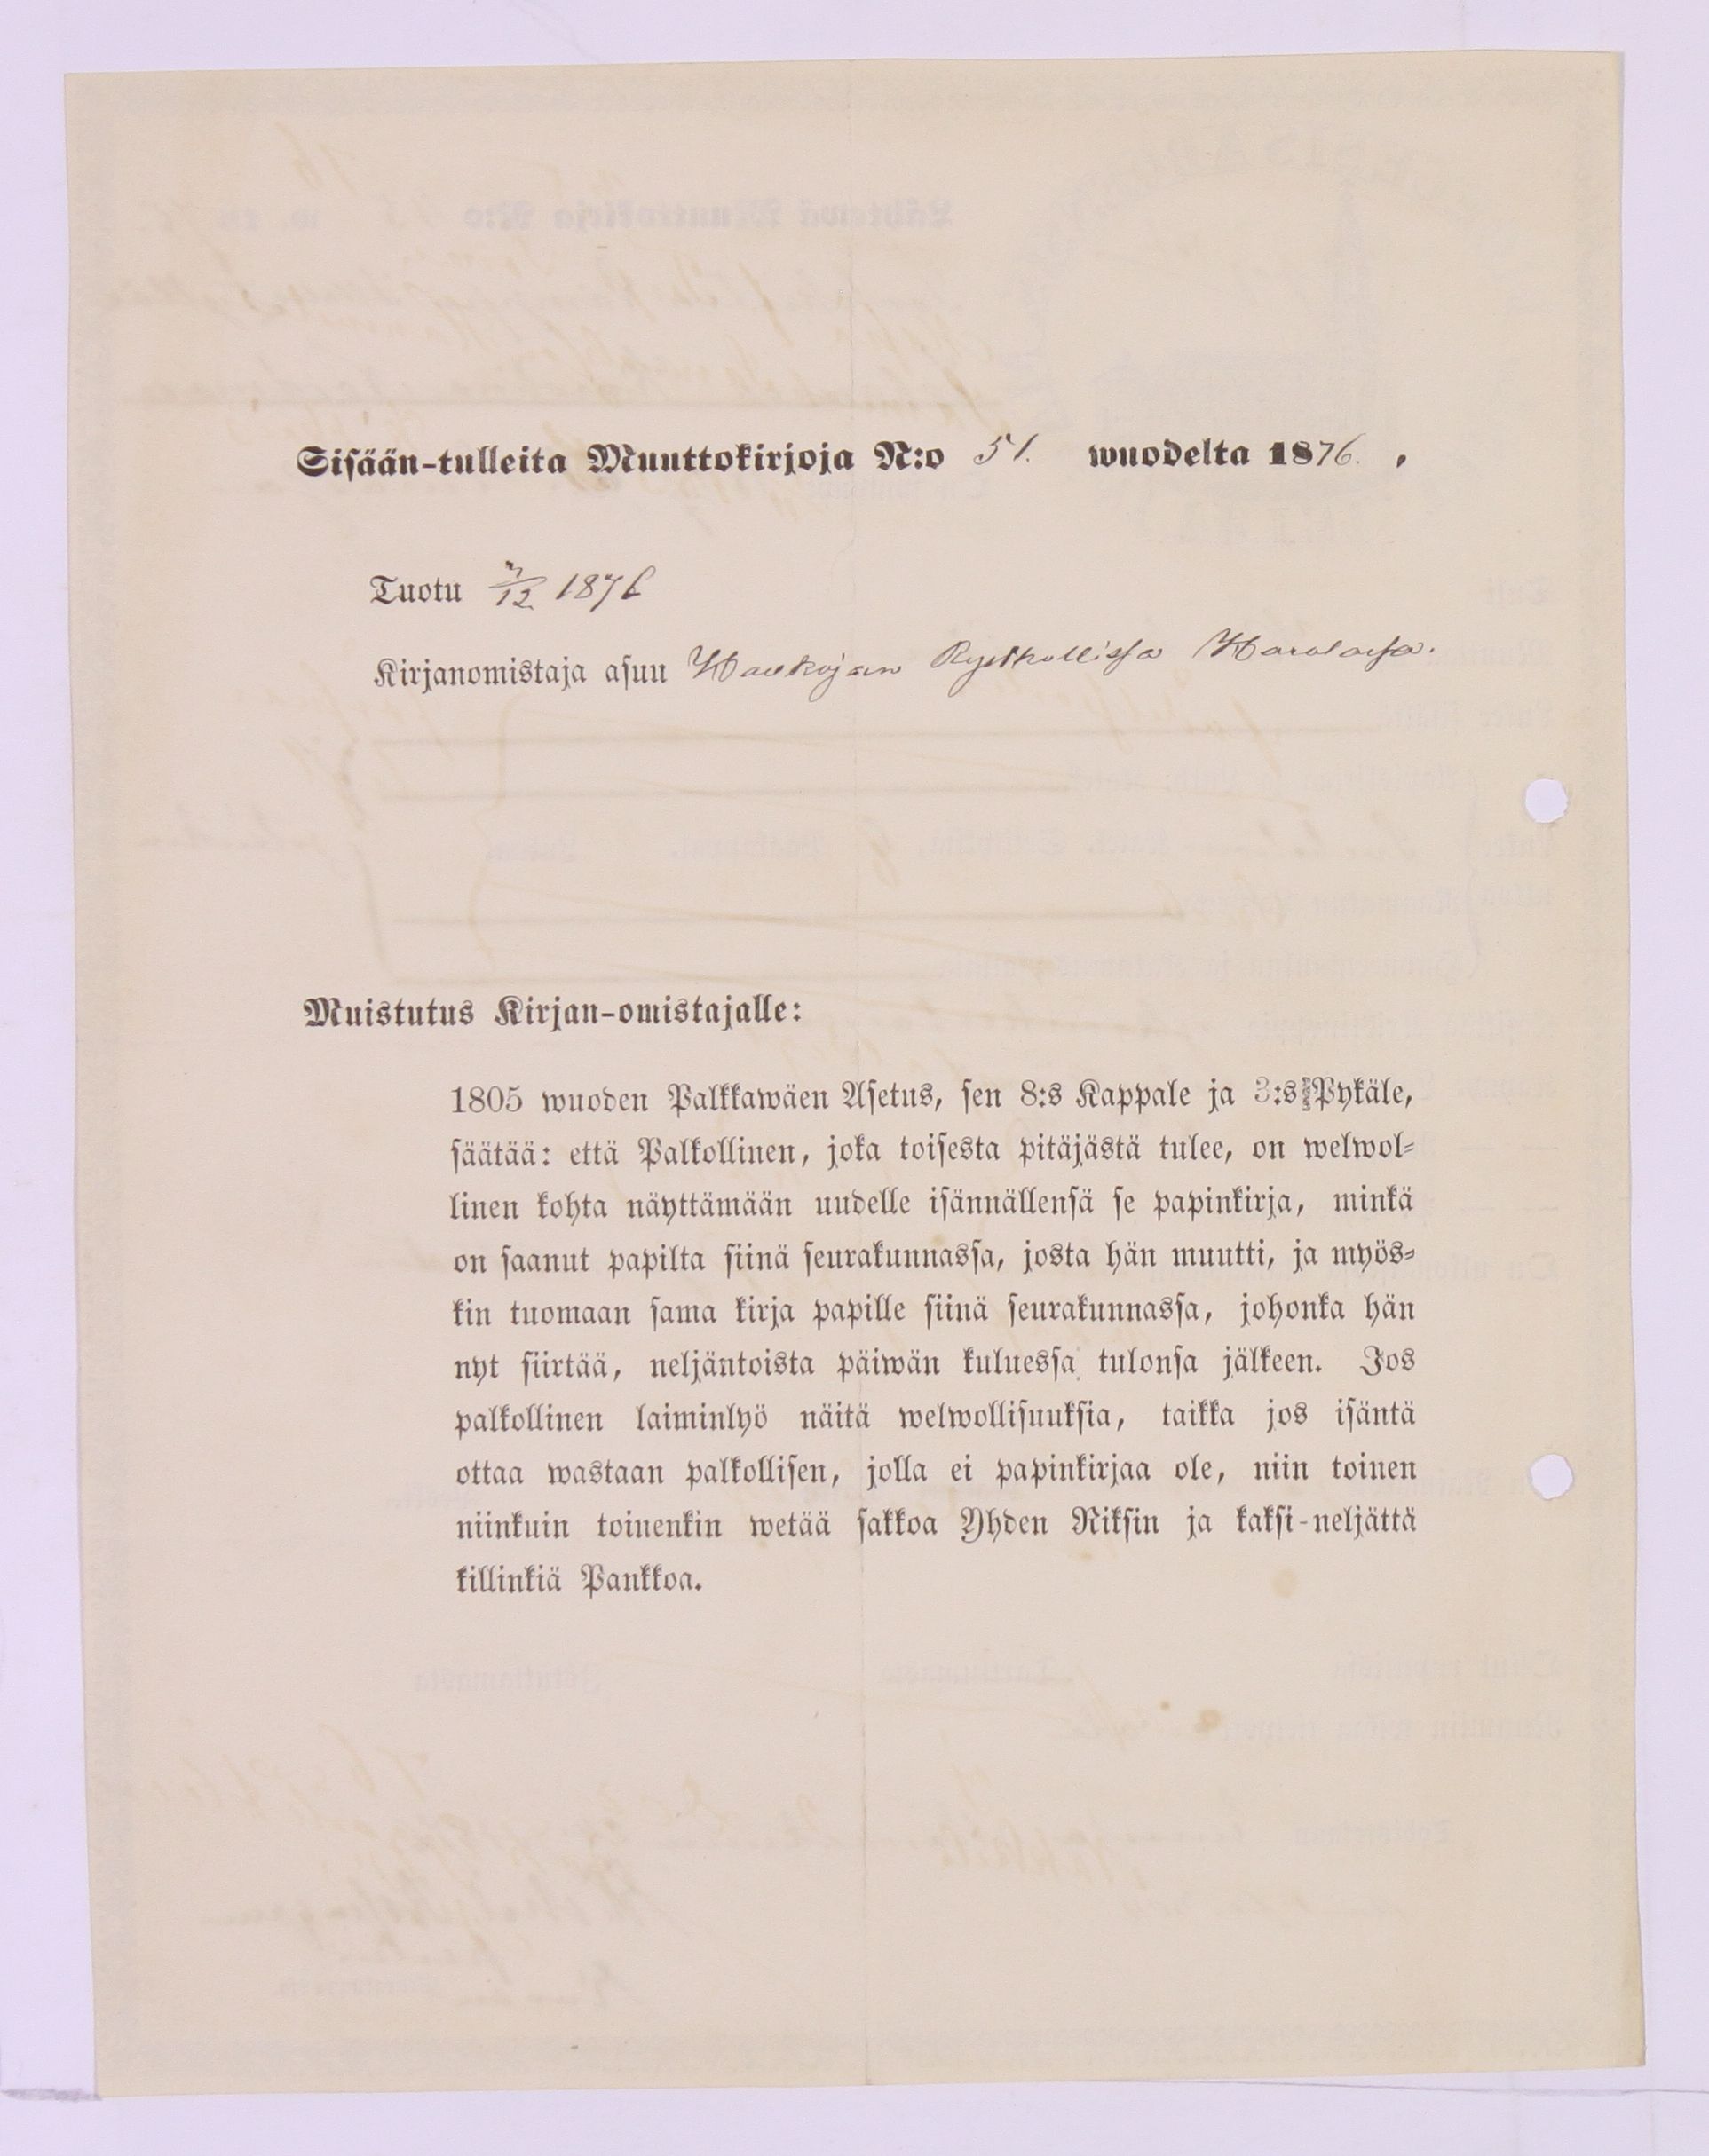 Sisään-tulleita Muuttokirjoja N:o 51. wuodelta 1876. ,
Tuotu 7/12. 1876
Kirjanomistaja asuu
Muistutus Kirjan-omistajalle:
1805 wuoden Palkkawäen Asetus, sen 8:s Kappale ja 3:s Pykäle,
säätää: että Palkollinen, joka toisesta pitäjästä tulee, on welwol-
linen kohta näyttämään uudelle isännällensä se papinkirja, minkä
on saanut papilta siinä seurakunnassa, josta hän muutti, ja myös-
kin tuomaan sama kirja papille siinä seurakunnassa, johonka hän
nyt siirtää, neljäntoista päiwän kuluessa tulonsa jälkeen. Jos
palkollinen laiminlyö näitä welwollisuuksia, taikka jos isäntä
ottaa wastaan palkollisen, jolla ei papinkirjaa ole, niin toinen
niinkuin toinenkin wetää sakkoa Yhden Riksin ja kaksi-neljättä
killinkiä Pankkoa.